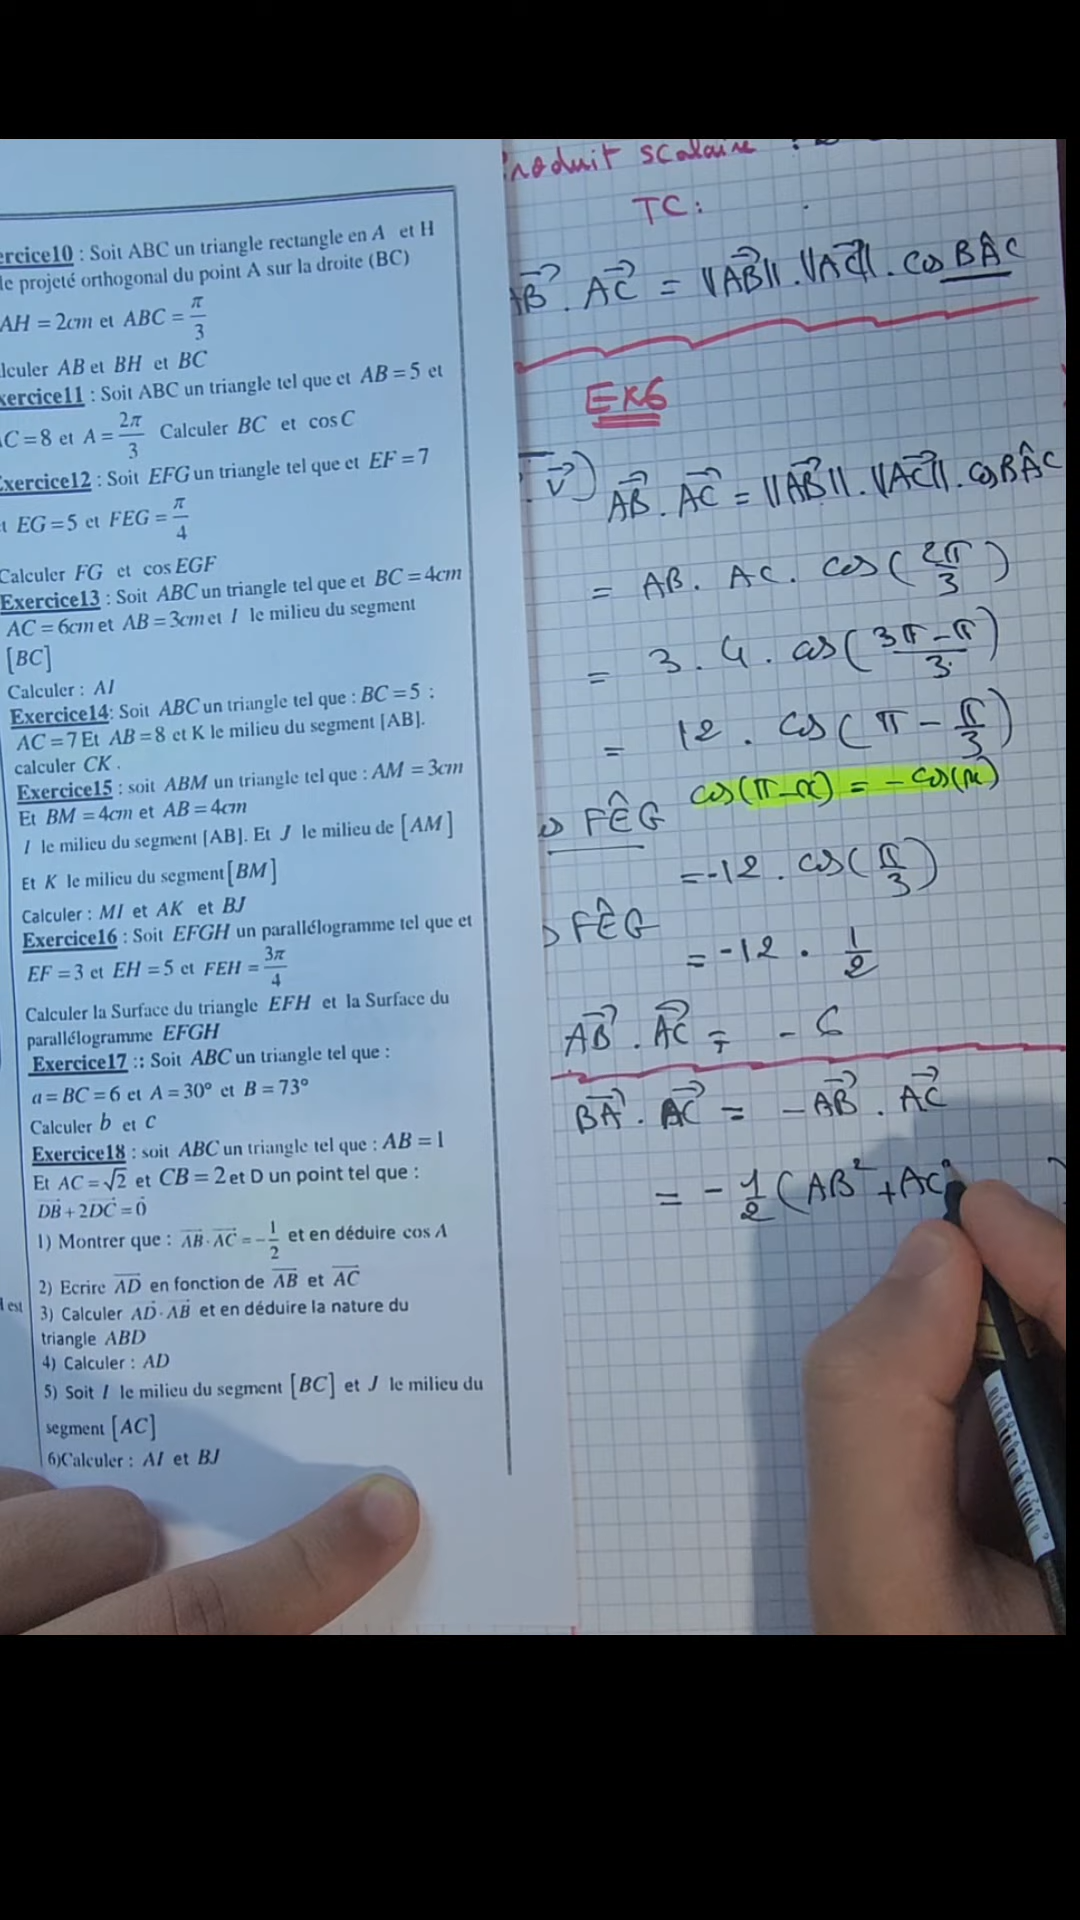 ercice10 : Soit ABC un triangle rectangle en A et H
le projeté orthogonal du point A sur la droite (BC)
AH = 2cm et ABC = π/3
lculer AB et BH et BC
xercice11 : Soit ABC un triangle tel que et AB = 5 et
C = 8 et A = 2π/3 Calculer BC et cos C
Exercice12 : Soit EFG un triangle tel que et EF = 7
t EG = 5 et FEG = π/4
Calculer FG et cos EGF
Exercice13 : Soit ABC un triangle tel que et BC = 4cm
AC = 6cm et AB = 3cm et I le milieu du segment
[BC]
Calculer : AI
Exercice14: Soit ABC un triangle tel que : BC = 5 ;
AC = 7 Et AB = 8 et K le milieu du segment [AB].
calculer CK .
Exercice15 : soit ABM un triangle tel que : AM = 3cm
Et BM = 4cm et AB = 4cm
I le milieu du segment [AB]. Et J le milieu de [AM]
Et K le milieu du segment [BM]
Calculer : MI et AK et BJ
Exercice16 : Soit EFGH un parallélogramme tel que et
EF = 3 et EH = 5 et FEH = 3π/4
Calculer la Surface du triangle EFH et la Surface du
parallélogramme EFGH
Exercice17 :: Soit ABC un triangle tel que :
a = BC = 6 et A = 30° et B = 73°
Calculer b et c
Exercice18 : soit ABC un triangle tel que : AB = 1
Et AC = √2 et CB = 2 et D un point tel que :
DB + 2DC = 0
1) Montrer que : AB · AC = -1/2 et en déduire cos A
2) Ecrire AD en fonction de AB et AC
3) Calculer AD · AB et en déduire la nature du
triangle ABD
4) Calculer : AD
5) Soit I le milieu du segment [BC] et J le milieu du
segment [AC]
6)Calculer : AI et BJ
est
Produit scalaire :
TC:
AB . AC = ||AB|| . ||AC|| . cos BÂC
Ex6
v) AB . AC = ||AB|| . ||AC|| . cos BÂC
= AB . AC . cos(2π/3)
= 3 . 4 . cos(3π-π/3)
= 12 . cos(π - π/3)
FÊG cos(π-x) = -cos(x)
= -12 . cos(π/3)
FÊG
= -12 . 1/2
AB . AC = - 6
BA . AC = - AB . AC
= - 1/2 (AB² + AC²